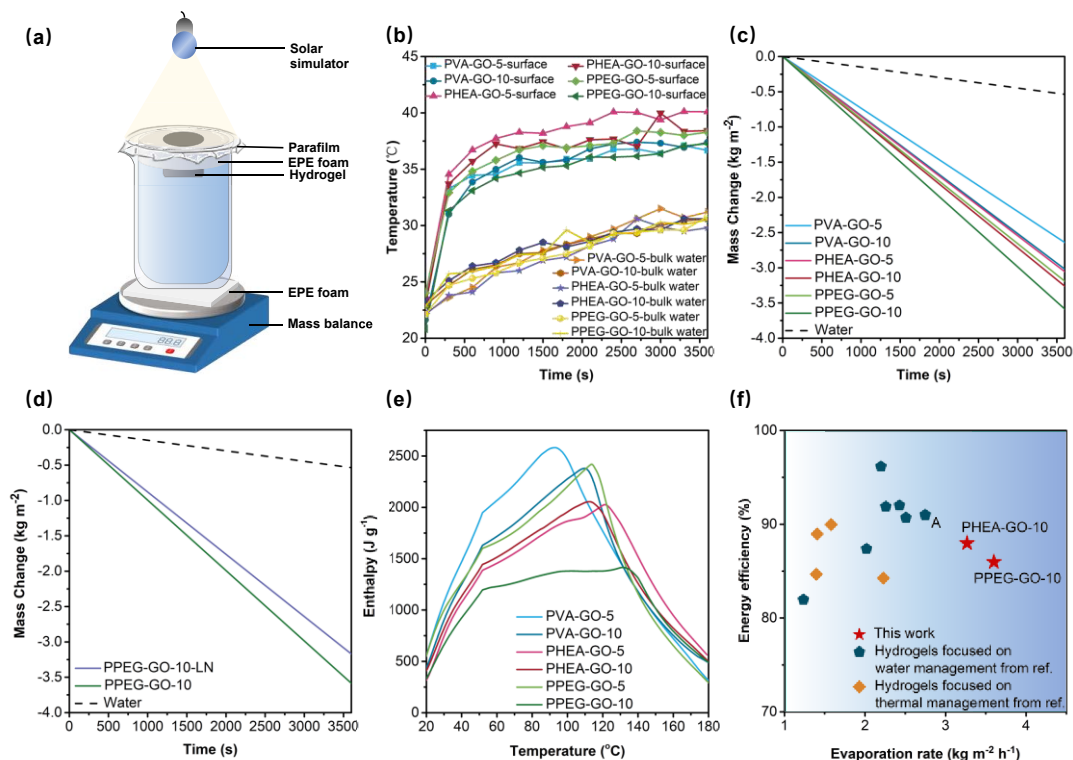 (a)
Solar
simulator
Parafilm
EPE foam
Hydrogel
EPE foam
Mass balance
(b)
PVA-GO-5-surface
PHEA-GO-10-surface
PVA-GO-10-surface
PPEG-GO-5-surface
PHEA-GO-5-surface
PPEG-GO-10-surface
45
40
35
30
25
20
Temperature (℃)
PVA-GO-5-bulk water
PVA-GO-10-bulk water
PHEA-GO-5-bulk water
PHEA-GO-10-bulk water
PPEG-GO-5-bulk water
PPEG-GO-10-bulk water
0 500 1000 1500 2000 2500 3000 3500
Time (s)
(c)
0.0
-0.5
-1.0
-1.5
-2.0
-2.5
-3.0
-3.5
-4.0
Mass Change (kg m⁻²)
PVA-GO-5
PVA-GO-10
PHEA-GO-5
PHEA-GO-10
PPEG-GO-5
PPEG-GO-10
Water
0 500 1000 1500 2000 2500 3000 3500
Time (s)
(d)
0.0
-0.5
-1.0
-1.5
-2.0
-2.5
-3.0
-3.5
-4.0
Mass Change (kg m⁻²)
PPEG-GO-10-LN
PPEG-GO-10
Water
0 500 1000 1500 2000 2500 3000 3500
Time (s)
(e)
2500
2000
1500
1000
500
0
Enthalpy (J g⁻¹)
PVA-GO-5
PVA-GO-10
PHEA-GO-5
PHEA-GO-10
PPEG-GO-5
PPEG-GO-10
20 40 60 80 100 120 140 160 180
Temperature (°C)
(f)
100
90
80
70
Energy efficiency (%)
A
PHEA-GO-10
PPEG-GO-10
This work
Hydrogels focused on
water management from ref.
Hydrogels focused on
thermal management from ref.
1 2 3 4
Evaporation rate (kg m⁻² h⁻¹)